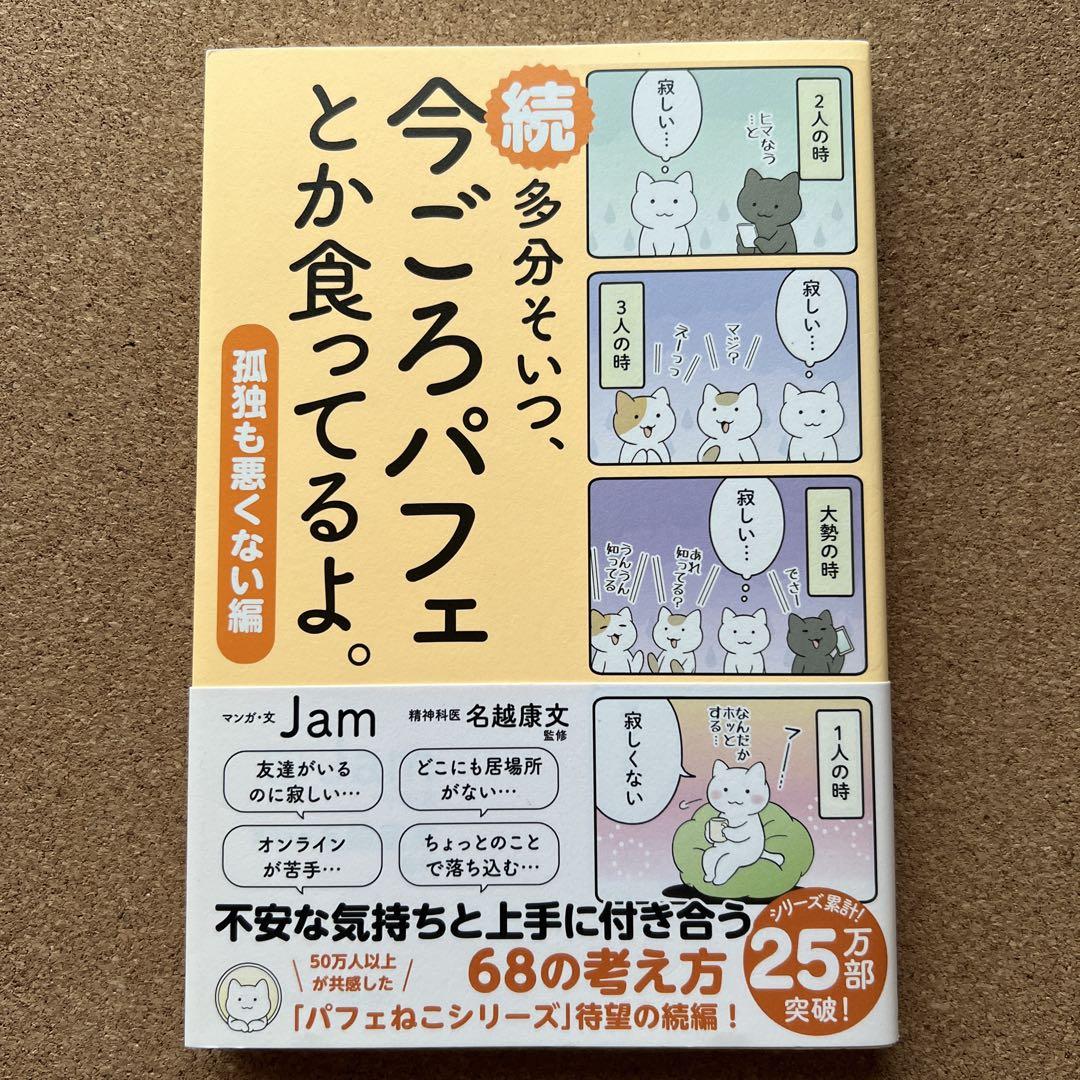 続
多分そいつ、
今ごろパフェ
とか食ってるよ。
孤独も悪くない編
2人の時
ヒマなう
…と
寂しい…
3人の時
寂しい…
マジ?
えーっっ
大勢の時
でさー
寂しい…
あれ
知ってる?
うんうん
知ってる
1人の時
フー…
なんだか
ホッと
する…
寂しくない
マンガ・文 Jam
精神科医 名越康文
監修
友達がいる
のに寂しい…
どこにも居場所
がない…
オンライン
が苦手…
ちょっとのこと
で落ち込む…
不安な気持ちと上手に付き合う
68の考え方
50万人以上
が共感した
「パフェねこシリーズ」待望の続編!
シリーズ累計!
25万部
突破!